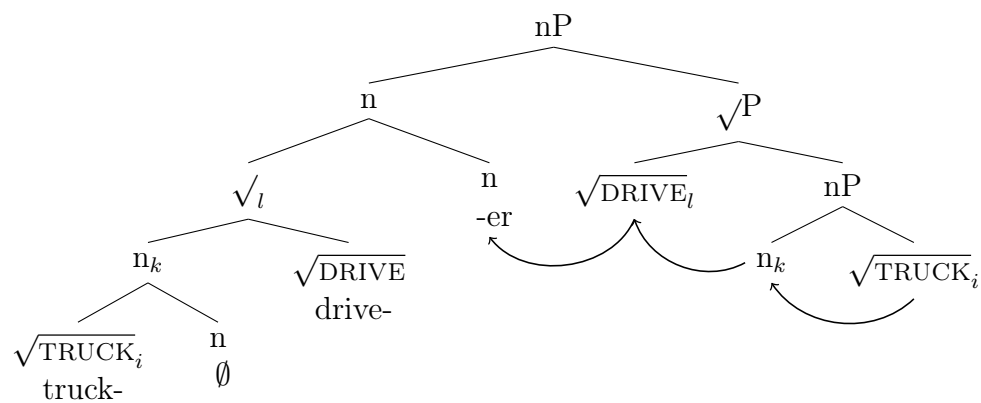 nP
n √P
√l n √DRIVEl nP
-er
nk √DRIVE nk √TRUCKi
drive-
√TRUCKi n
truck- ∅